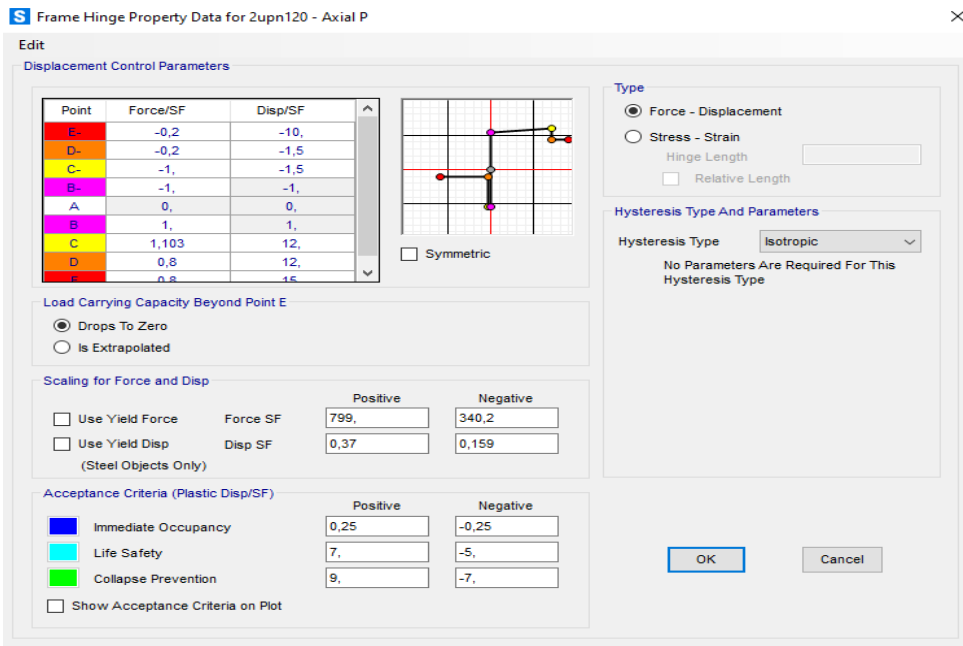 S Frame Hinge Property Data for 2upn120 - Axial P
Edit
Displacement Control Parameters
Point Force/SF Disp/SF
E- -0,2 -10,
D- -0,2 -1,5
C- -1, -1,5
B- -1, -1,
A 0, 0,
B 1, 1,
C 1,103 12,
D 0,8 12,
E 0,8 15,
Symmetric
Load Carrying Capacity Beyond Point E
Drops To Zero
Is Extrapolated
Scaling for Force and Disp
Positive Negative
Use Yield Force Force SF 799, 340,2
Use Yield Disp Disp SF 0,37 0,159
(Steel Objects Only)
Acceptance Criteria (Plastic Disp/SF)
Positive Negative
Immediate Occupancy 0,25 -0,25
Life Safety 7, -5,
Collapse Prevention 9, -7,
Show Acceptance Criteria on Plot
Type
Force - Displacement
Stress - Strain
Hinge Length
Relative Length
Hysteresis Type And Parameters
Hysteresis Type Isotropic
No Parameters Are Required For This
Hysteresis Type
OK Cancel